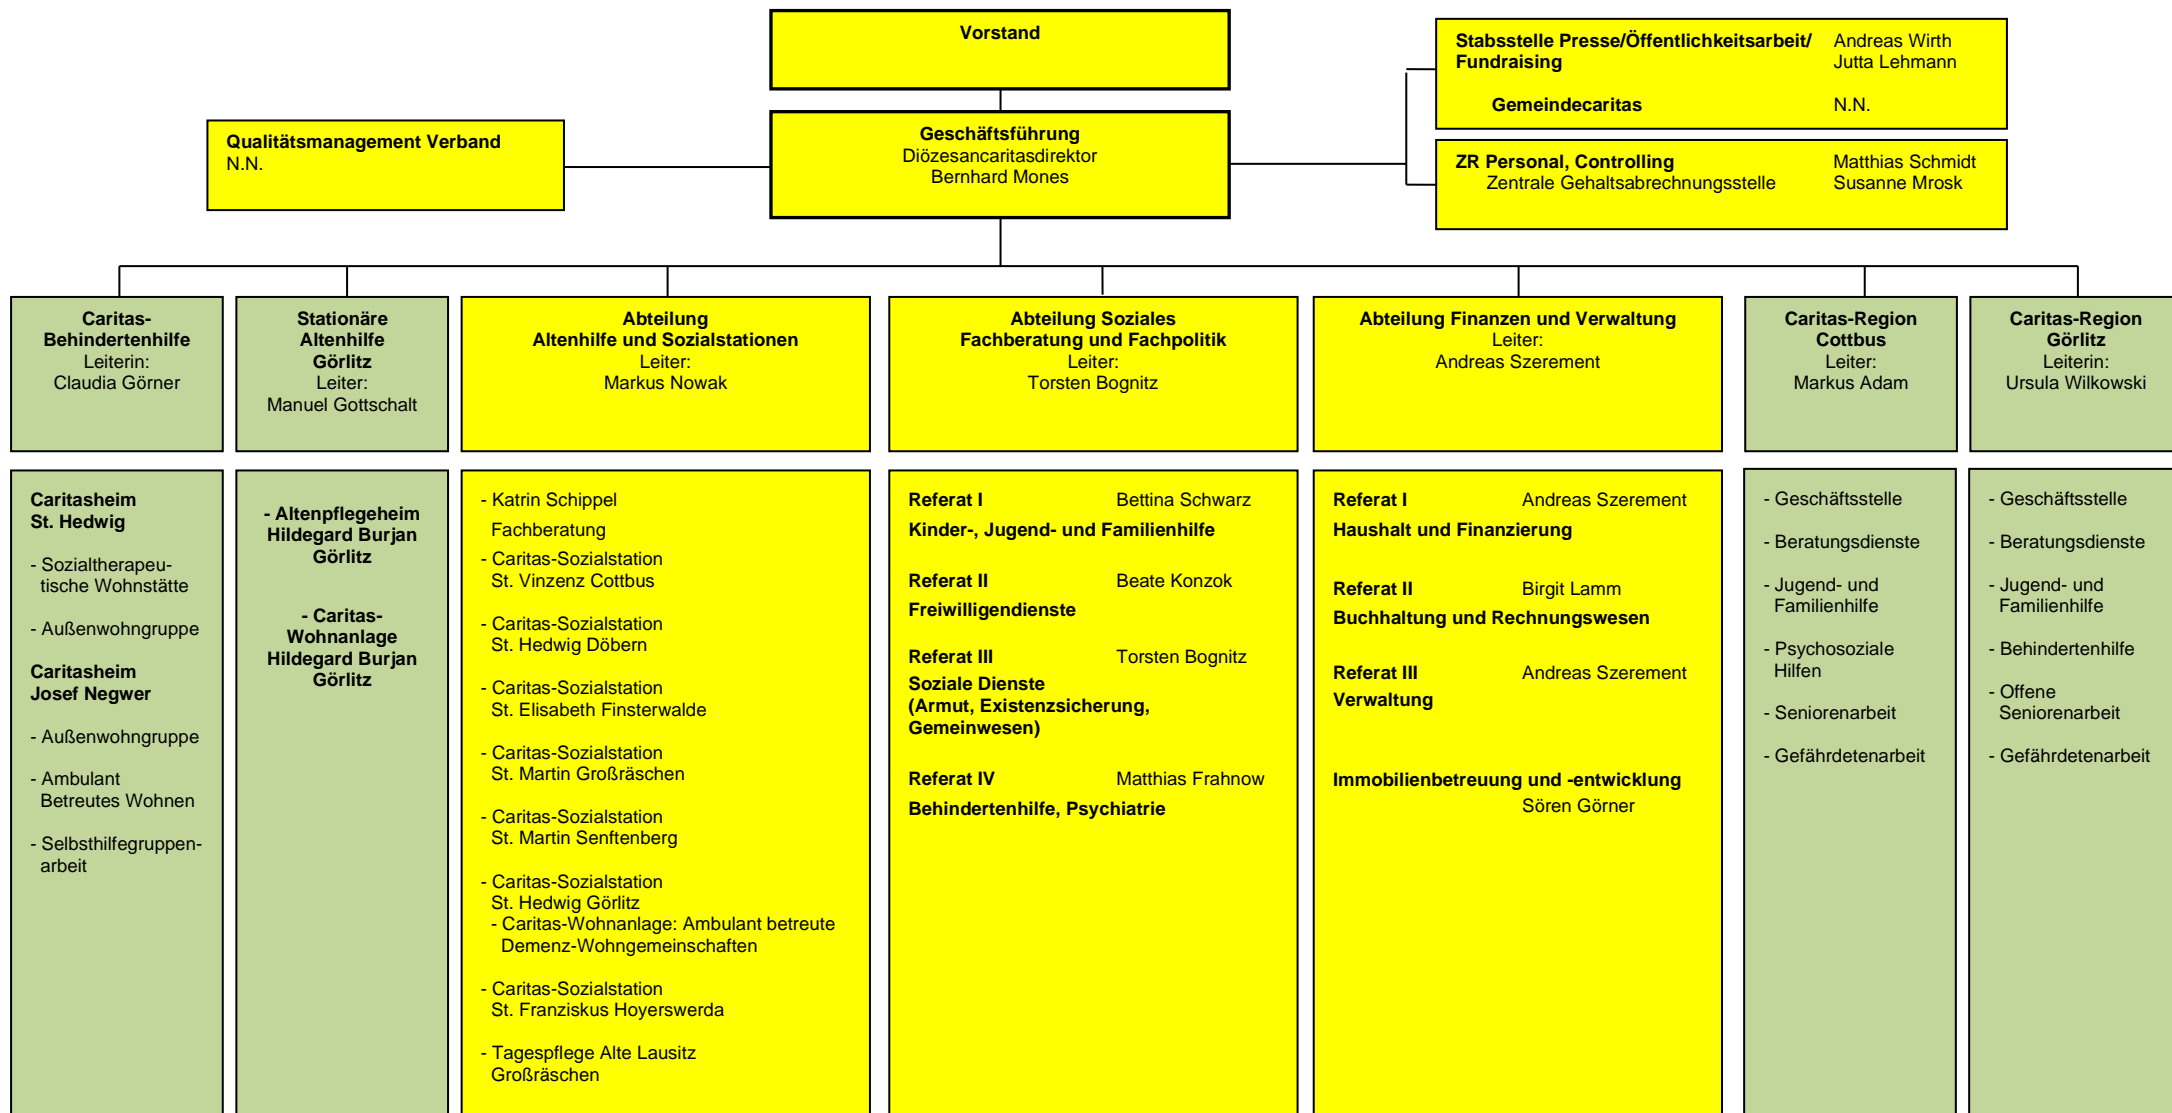 Vorstand
Stabsstelle Presse/Öffentlichkeitsarbeit/ Andreas Wirth
Fundraising Jutta Lehmann
Gemeindecaritas N.N.
Qualitätsmanagement Verband
N.N.
Geschäftsführung
Diözesancaritasdirektor
Bernhard Mones
ZR Personal, Controlling Matthias Schmidt
Zentrale Gehaltsabrechnungsstelle Susanne Mrosk
Caritas-
Behindertenhilfe
Leiterin:
Claudia Görner
Stationäre
Altenhilfe
Görlitz
Leiter:
Manuel Gottschalt
Abteilung
Altenhilfe und Sozialstationen
Leiter:
Markus Nowak
Abteilung Soziales
Fachberatung und Fachpolitik
Leiter:
Torsten Bognitz
Abteilung Finanzen und Verwaltung
Leiter:
Andreas Szerement
Caritas-Region
Cottbus
Leiter:
Markus Adam
Caritas-Region
Görlitz
Leiterin:
Ursula Wilkowski
Caritasheim
St. Hedwig
- Sozialtherapeu-
tische Wohnstätte
- Außenwohngruppe
Caritasheim
Josef Negwer
- Außenwohngruppe
- Ambulant
Betreutes Wohnen
- Selbsthilfegruppen-
arbeit
- Altenpflegeheim
Hildegard Burjan
Görlitz
- Caritas-
Wohnanlage
Hildegard Burjan
Görlitz
- Katrin Schippel
Fachberatung
- Caritas-Sozialstation
St. Vinzenz Cottbus
- Caritas-Sozialstation
St. Hedwig Döbern
- Caritas-Sozialstation
St. Elisabeth Finsterwalde
- Caritas-Sozialstation
St. Martin Großräschen
- Caritas-Sozialstation
St. Martin Senftenberg
- Caritas-Sozialstation
St. Hedwig Görlitz
- Caritas-Wohnanlage: Ambulant betreute
Demenz-Wohngemeinschaften
- Caritas-Sozialstation
St. Franziskus Hoyerswerda
- Tagespflege Alte Lausitz
Großräschen
Referat I Bettina Schwarz
Kinder-, Jugend- und Familienhilfe
Referat II Beate Konzok
Freiwilligendienste
Referat III Torsten Bognitz
Soziale Dienste
(Armut, Existenzsicherung,
Gemeinwesen)
Referat IV Matthias Frahnow
Behindertenhilfe, Psychiatrie
Referat I Andreas Szerement
Haushalt und Finanzierung
Referat II Birgit Lamm
Buchhaltung und Rechnungswesen
Referat III Andreas Szerement
Verwaltung
Immobilienbetreuung und -entwicklung
Sören Görner
- Geschäftsstelle
- Beratungsdienste
- Jugend- und
Familienhilfe
- Psychosoziale
Hilfen
- Seniorenarbeit
- Gefährdetenarbeit
- Geschäftsstelle
- Beratungsdienste
- Jugend- und
Familienhilfe
- Behindertenhilfe
- Offene
Seniorenarbeit
- Gefährdetenarbeit